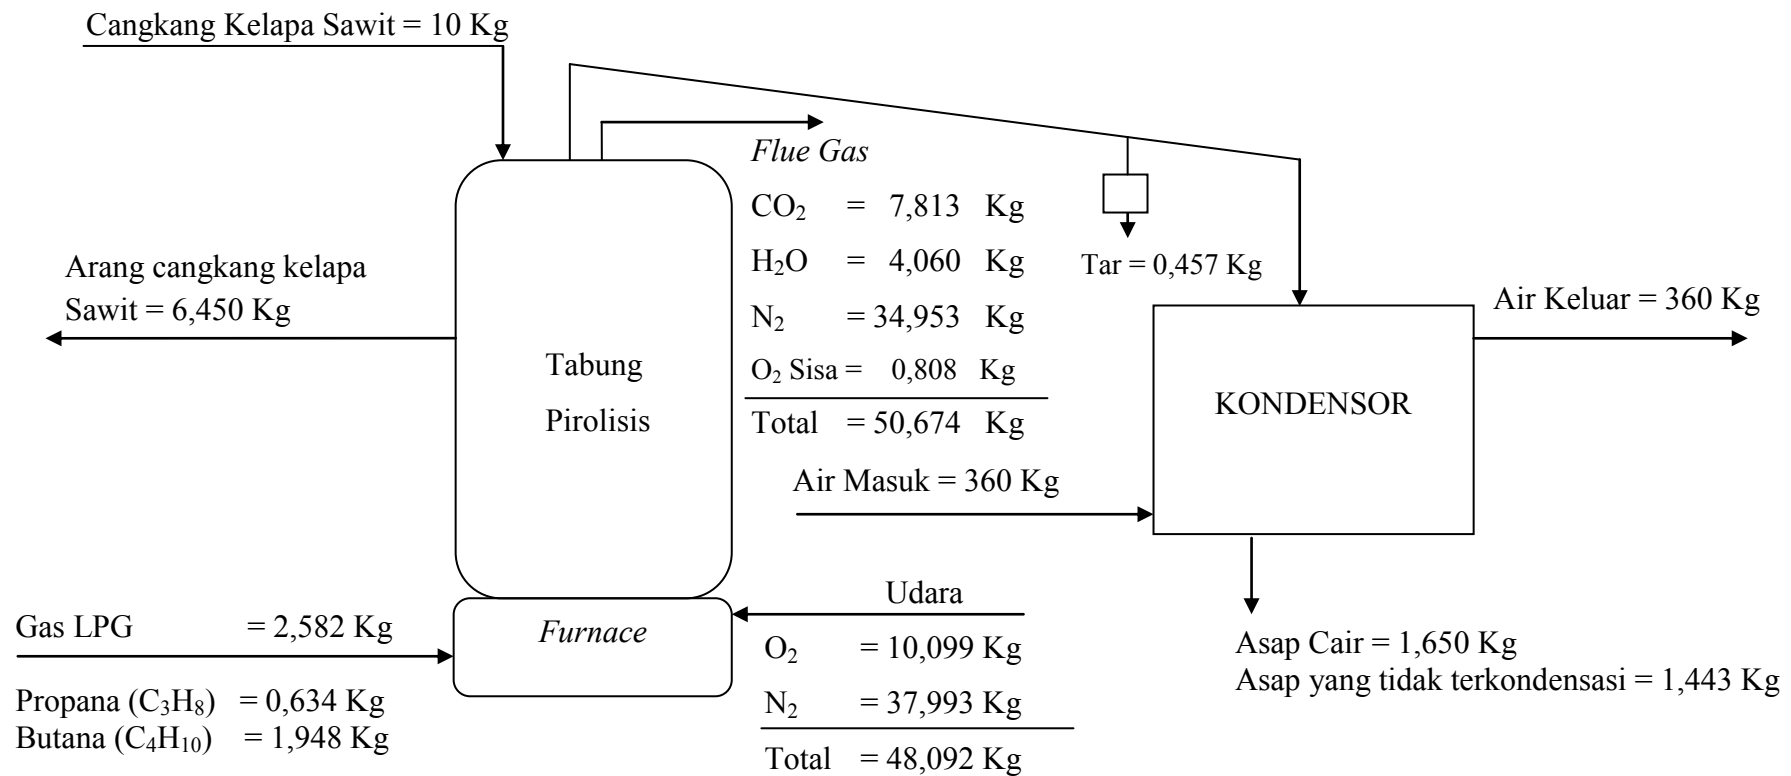 Cangkang Kelapa Sawit = 10 Kg
Flue Gas
CO₂ = 7,813 Kg
H₂O = 4,060 Kg
N₂ = 34,953 Kg
O₂ Sisa = 0,808 Kg
Total = 50,674 Kg
Tar = 0,457 Kg
Arang cangkang kelapa
Sawit = 6,450 Kg
Tabung
Pirolisis
Air Keluar = 360 Kg
KONDENSOR
Air Masuk = 360 Kg
Udara
O₂ = 10,099 Kg
N₂ = 37,993 Kg
Total = 48,092 Kg
Furnace
Gas LPG = 2,582 Kg
Propana (C₃H₈) = 0,634 Kg
Butana (C₄H₁₀) = 1,948 Kg
Asap Cair = 1,650 Kg
Asap yang tidak terkondensasi = 1,443 Kg